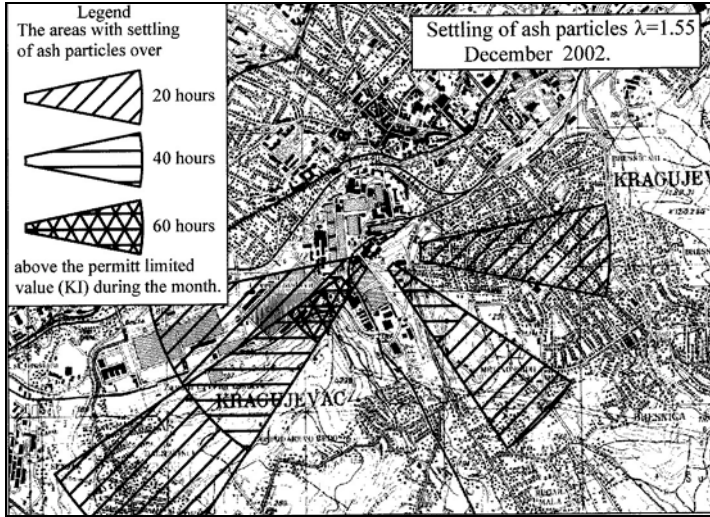 Legend
The areas with settling
of ash particles over
20 hours
40 hours
60 hours
above the permitt limited
value (KI) during the month.
Settling of ash particles λ=1.55
December 2002.
KRAGUJEV
KRAGUJEVAC
BRESNICA